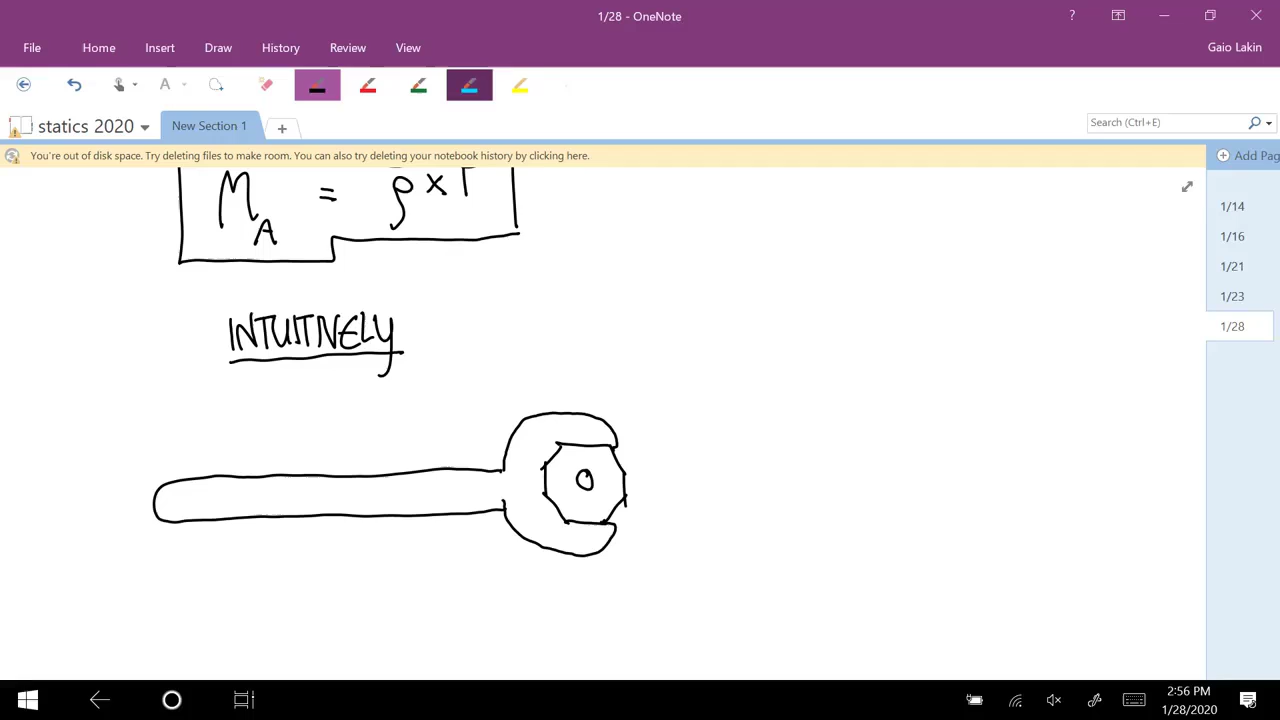 1/28 - OneNote
File Home Insert Draw History Review View
Gaio Lakin
A
statics 2020
New Section 1
Search (Ctrl+E)
You're out of disk space. Try deleting files to make room. You can also try deleting your notebook history by clicking here.
Add Pag
1/14
1/16
1/21
1/23
1/28
M_A = ρ ×
INTUITIVELY
2:56 PM
1/28/2020